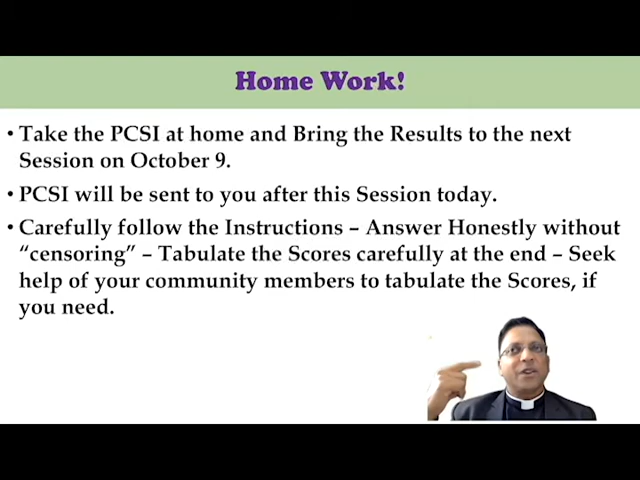 Home Work!
• Take the PCSI at home and Bring the Results to the next
Session on October 9.
• PCSI will be sent to you after this Session today.
• Carefully follow the Instructions – Answer Honestly without
“censoring” – Tabulate the Scores carefully at the end – Seek
help of your community members to tabulate the Scores, if
you need.